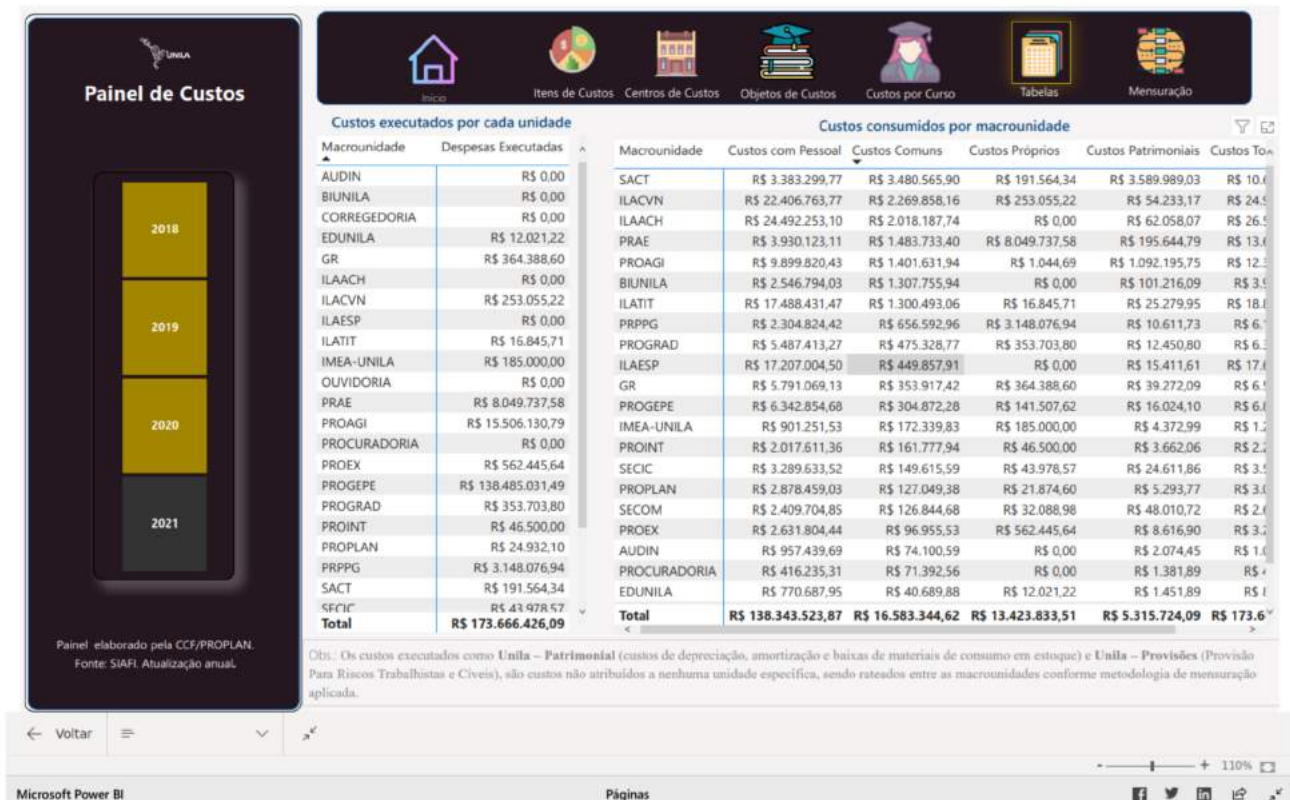 UNILA
Painel de Custos
2018
2019
2020
2021
Painel elaborado pela CCF/PROPLAN.
Fonte: SIAFI. Atualização anual.
Início
Itens de Custos
Centros de Custos
Objetos de Custos
Custos por Curso
Tabelas
Mensuração
Custos executados por cada unidade
Macrounidade Despesas Executadas
AUDIN R$ 0,00
BIUNILA R$ 0,00
CORREGEDORIA R$ 0,00
EDUNILA R$ 12.021,22
GR R$ 364.388,60
ILAACH R$ 0,00
ILACVN R$ 253.055,22
ILAESP R$ 0,00
ILATIT R$ 16.845,71
IMEA-UNILA R$ 185.000,00
OUVIDORIA R$ 0,00
PRAE R$ 8.049.737,58
PROAGI R$ 15.506.130,79
PROCURADORIA R$ 0,00
PROEX R$ 562.445,64
PROGEPE R$ 138.485.031,49
PROGRAD R$ 353.703,80
PROINT R$ 46.500,00
PROPLAN R$ 24.932,10
PRPPG R$ 3.148.076,94
SACT R$ 191.564,34
SECIC R$ 43.978,57
Total R$ 173.666.426,09
Custos consumidos por macrounidade
Macrounidade Custos com Pessoal Custos Comuns Custos Próprios Custos Patrimoniais Custos To
SACT R$ 3.383.299,77 R$ 3.480.565,90 R$ 191.564,34 R$ 3.589.989,03 R$ 10.
ILACVN R$ 22.406.763,77 R$ 2.269.858,16 R$ 253.055,22 R$ 54.233,17 R$ 24.
ILAACH R$ 24.492.253,10 R$ 2.018.187,74 R$ 0,00 R$ 62.058,07 R$ 26.
PRAE R$ 3.930.123,11 R$ 1.483.733,40 R$ 8.049.737,58 R$ 195.644,79 R$ 13.
PROAGI R$ 9.899.820,43 R$ 1.401.631,94 R$ 1.044,69 R$ 1.092.195,75 R$ 12.
BIUNILA R$ 2.546.794,03 R$ 1.307.755,94 R$ 0,00 R$ 101.216,09 R$ 3.
ILATIT R$ 17.488.431,47 R$ 1.300.493,06 R$ 16.845,71 R$ 25.279,95 R$ 18.
PRPPG R$ 2.304.824,42 R$ 656.592,96 R$ 3.148.076,94 R$ 10.611,73 R$ 6.
PROGRAD R$ 5.487.413,27 R$ 475.328,77 R$ 353.703,80 R$ 12.450,80 R$ 6.
ILAESP R$ 17.207.004,50 R$ 449.857,91 R$ 0,00 R$ 15.411,61 R$ 17.
GR R$ 5.791.069,13 R$ 353.917,42 R$ 364.388,60 R$ 39.272,09 R$ 6.
PROGEPE R$ 6.342.854,68 R$ 304.872,28 R$ 141.507,62 R$ 16.024,10 R$ 6.
IMEA-UNILA R$ 901.251,53 R$ 172.339,83 R$ 185.000,00 R$ 4.372,99 R$ 1.
PROINT R$ 2.017.611,36 R$ 161.777,94 R$ 46.500,00 R$ 3.662,06 R$ 2.
SECIC R$ 3.289.633,52 R$ 149.615,59 R$ 43.978,57 R$ 24.611,86 R$ 3.
PROPLAN R$ 2.878.459,03 R$ 127.049,38 R$ 21.874,60 R$ 5.293,77 R$ 3.
SECOM R$ 2.409.704,85 R$ 126.844,68 R$ 32.088,98 R$ 48.010,72 R$ 2.
PROEX R$ 2.631.804,44 R$ 96.955,53 R$ 562.445,64 R$ 8.616,90 R$ 3.
AUDIN R$ 957.439,69 R$ 74.100,59 R$ 0,00 R$ 2.074,45 R$ 1.
PROCURADORIA R$ 416.235,31 R$ 71.392,56 R$ 0,00 R$ 1.381,89 R$
EDUNILA R$ 770.687,95 R$ 40.689,88 R$ 12.021,22 R$ 1.451,89 R$
Total R$ 138.343.523,87 R$ 16.583.344,62 R$ 13.423.833,51 R$ 5.315.724,09 R$ 173.6
Obs.: Os custos executados como Unila – Patrimonial (custos de depreciação, amortização e baixas de materiais de consumo em estoque) e Unila – Provisões (Provisão
Para Riscos Trabalhistas e Cíveis), são custos não atribuídos a nenhuma unidade específica, sendo rateados entre as macrounidades conforme metodologia de mensuração
aplicada.
Voltar
110%
Microsoft Power BI
Páginas